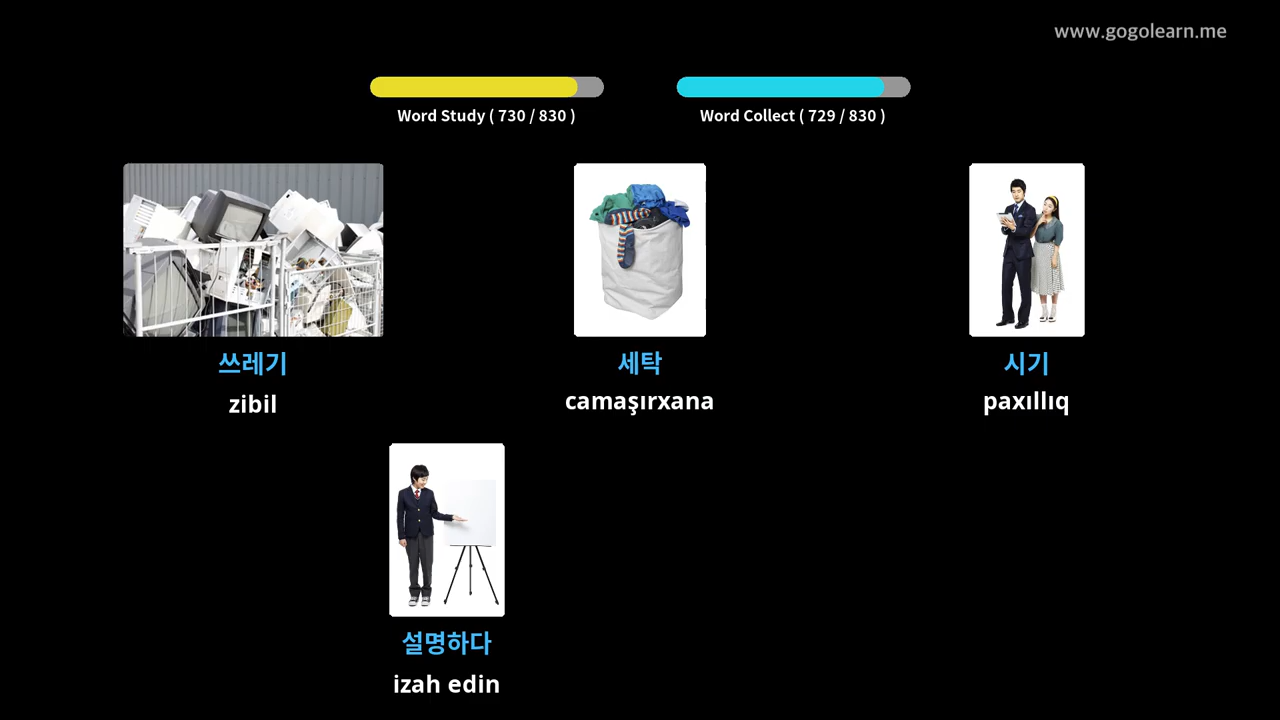 www.gogolearn.me
Word Study ( 730 / 830 )
Word Collect ( 729 / 830 )
쓰레기
zibil
세탁
camaşırxana
시기
paxıllıq
설명하다
izah edin